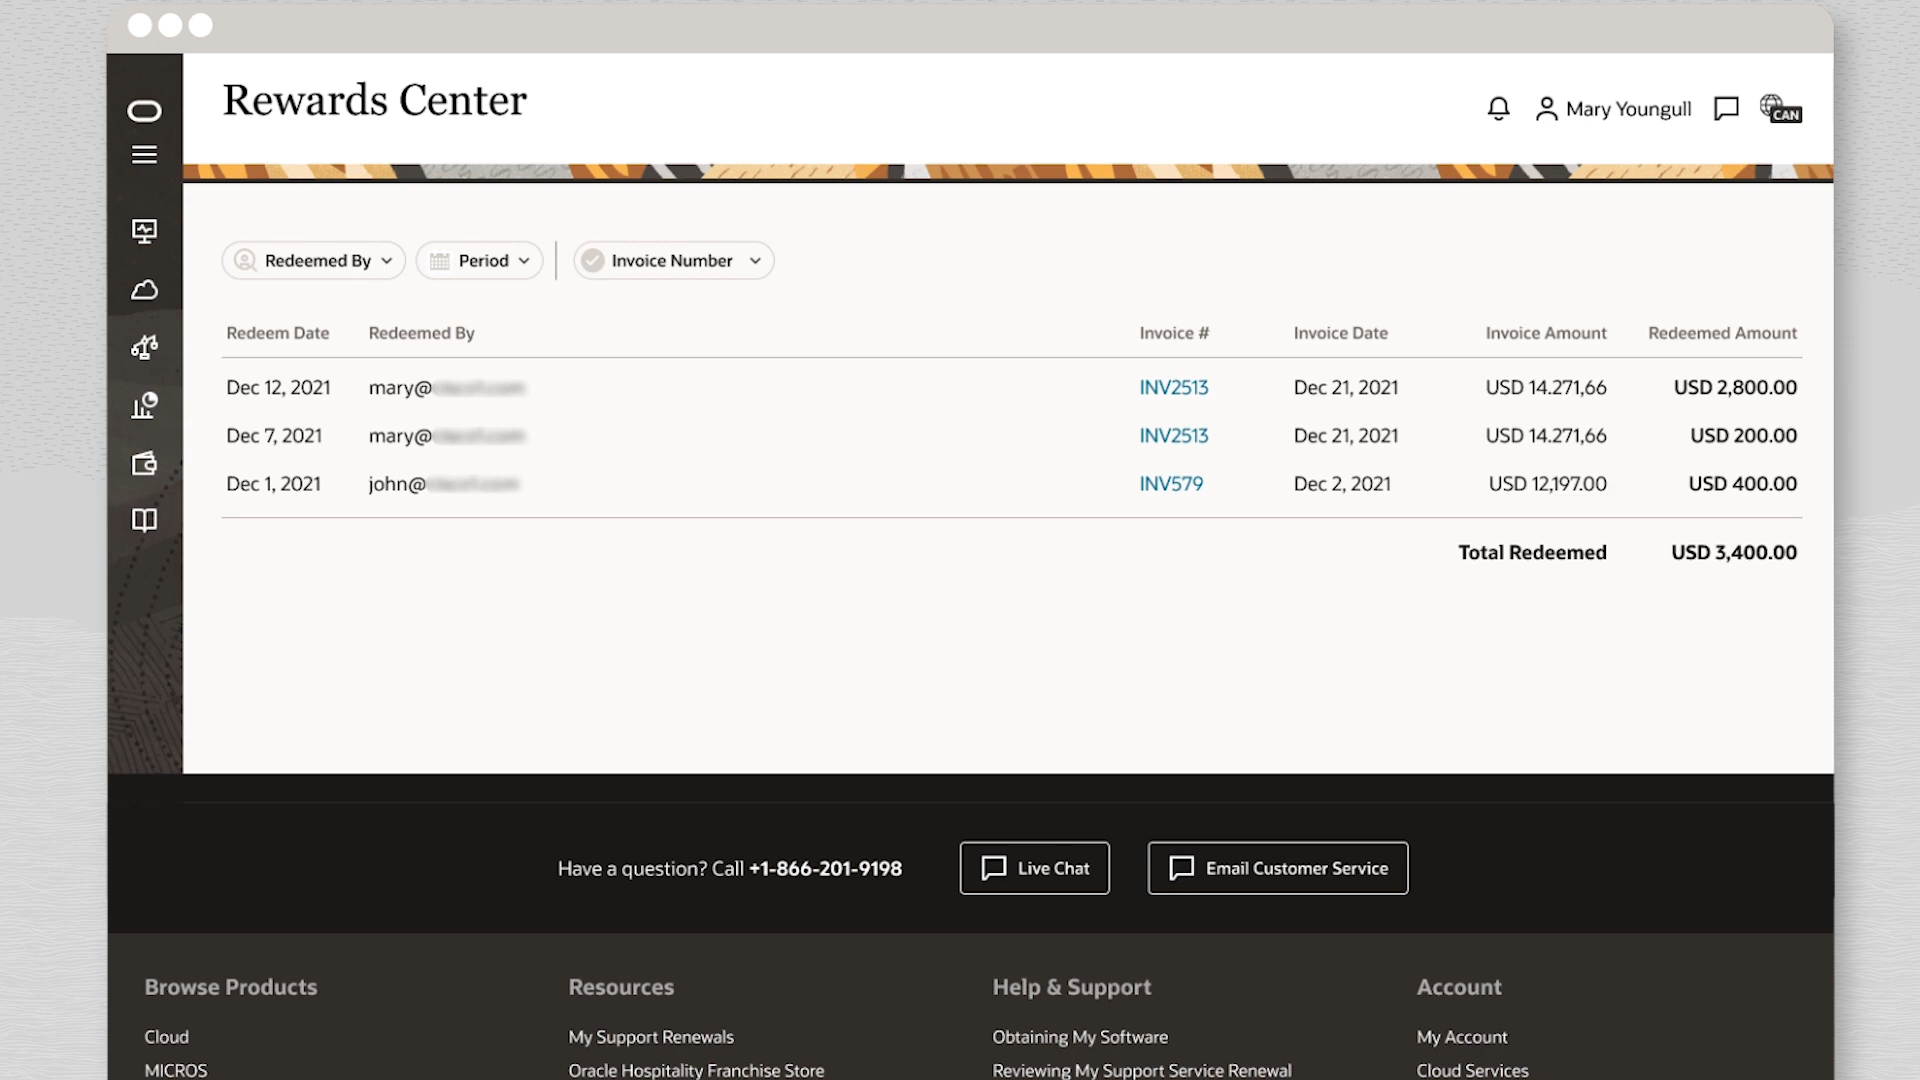 Rewards Center
Mary Youngull
CAN
Redeemed By
Period
Invoice Number
Redeem Date Redeemed By Invoice # Invoice Date Invoice Amount Redeemed Amount
Dec 12, 2021 mary@ INV2513 Dec 21, 2021 USD 14.271,66 USD 2,800.00
Dec 7, 2021 mary@ INV2513 Dec 21, 2021 USD 14.271,66 USD 200.00
Dec 1, 2021 john@ INV579 Dec 2, 2021 USD 12,197.00 USD 400.00
Total Redeemed USD 3,400.00
Have a question? Call +1-866-201-9198
Live Chat
Email Customer Service
Browse Products
Cloud
MICROS
Resources
My Support Renewals
Oracle Hospitality Franchise Store
Help & Support
Obtaining My Software
Reviewing My Support Service Renewal
Account
My Account
Cloud Services